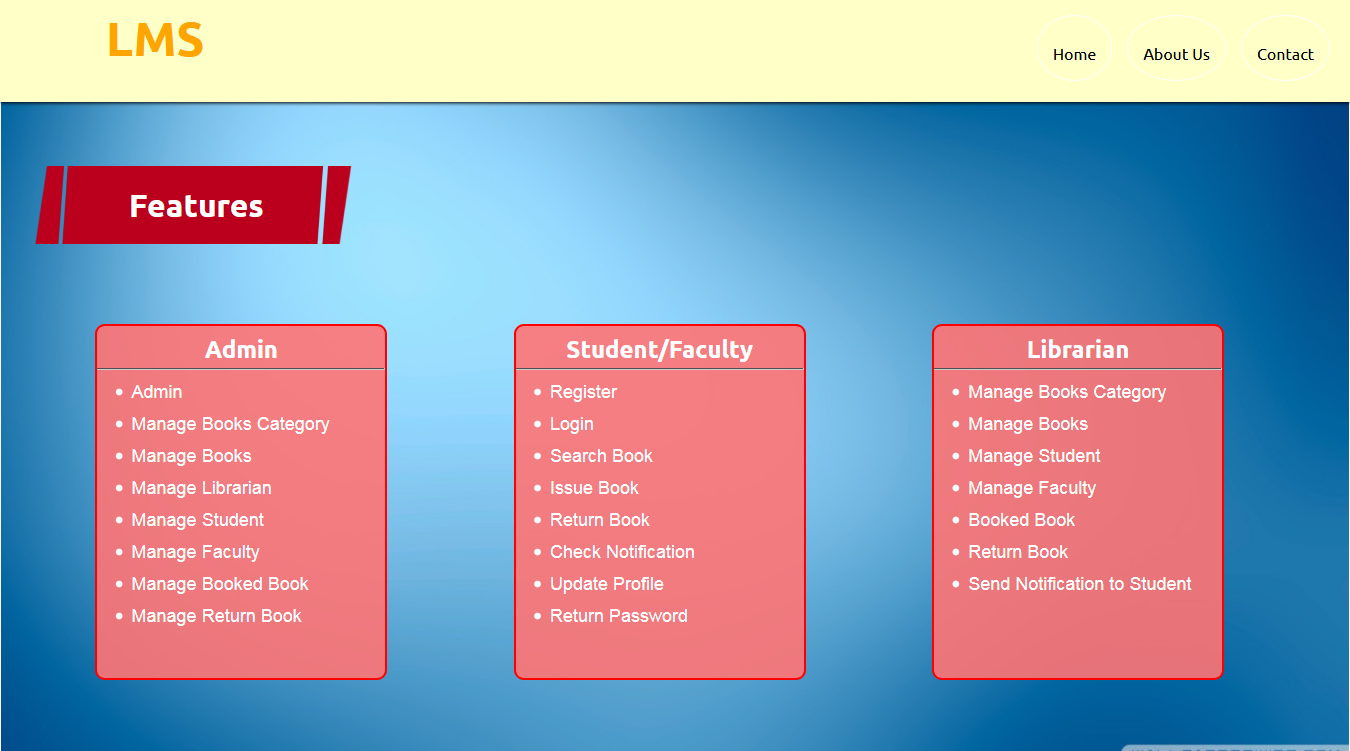 LMS
Home
About Us
Contact
Features
Admin
Admin
Manage Books Category
Manage Books
Manage Librarian
Manage Student
Manage Faculty
Manage Booked Book
Manage Return Book
Student/Faculty
Register
Login
Search Book
Issue Book
Return Book
Check Notification
Update Profile
Return Password
Librarian
Manage Books Category
Manage Books
Manage Student
Manage Faculty
Booked Book
Return Book
Send Notification to Student